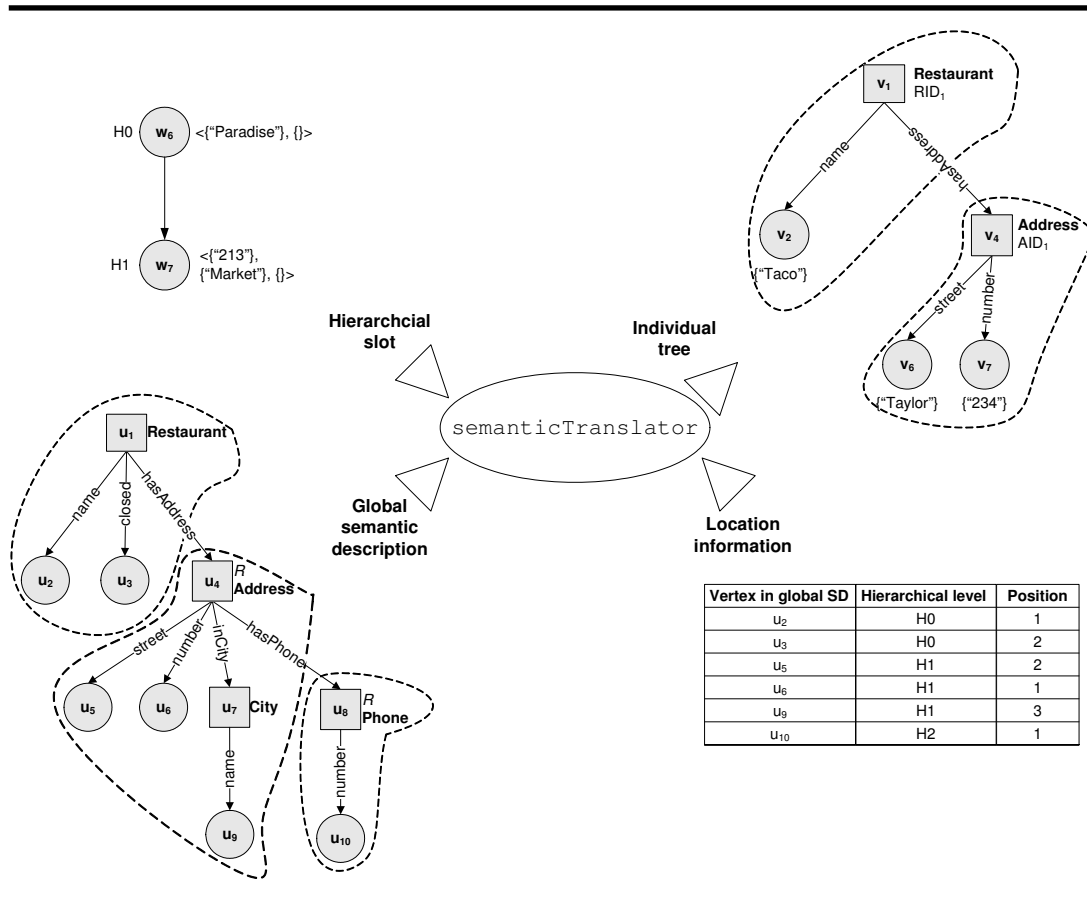 H0 w6 <{“Paradise”}, {}>
H1 w7 <{“213”},
{“Market”}, {}>
v1 Restaurant
RID1
name
hasAddress
v2
{“Taco”}
v4 Address
AID1
street
number
v6
v7
{“Taylor”}
{“234”}
Hierarchcial
slot
Individual
tree
semanticTranslator
Global
semantic
description
Location
information
u1 Restaurant
name
closed
hasAddress
u2
u3
u4 R
Address
street
number
inCity
hasPhone
u5
u6
u7 City
u8 R
Phone
name
number
u9
u10
Vertex in global SD Hierarchical level Position
u2 H0 1
u3 H0 2
u5 H1 2
u6 H1 1
u9 H1 3
u10 H2 1